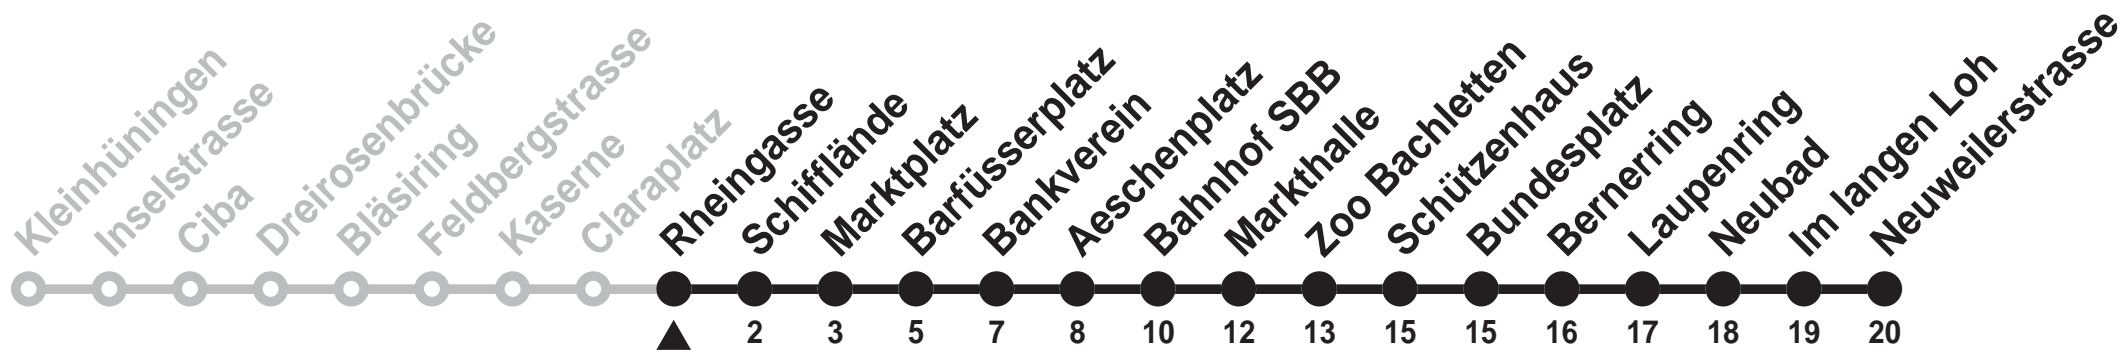 Kleinhüningen
Inselstrasse
Ciba
Dreirosenbrücke
Bläsiring
Feldbergstrasse
Kaserne
Claraplatz
Rheingasse
Schifflände
Marktplatz
Barfüsserplatz
Bankverein
Aeschenplatz
Bahnhof SBB
Markthalle
Zoo Bachletten
Schützenhaus
Bundesplatz
Bernerring
Laupenring
Neubad
Im langen Loh
Neuweilerstrasse
2 3 5 7 8 10 12 13 15 15 16 17 18 19 20